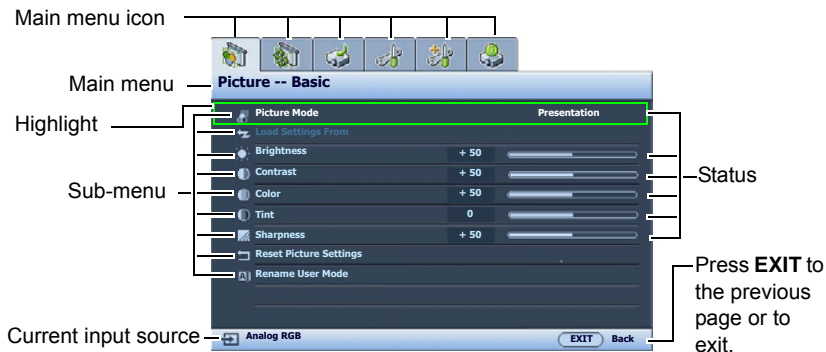 Main menu icon
Main menu
Picture -- Basic
Highlight
Picture Mode Presentation
Load Settings From
Brightness + 50
Contrast + 50
Status
Sub-menu
Color + 50
Tint 0
Sharpness + 50
Reset Picture Settings
Rename User Mode
Press EXIT to
the previous
page or to
exit.
Current input source
Analog RGB
EXIT Back